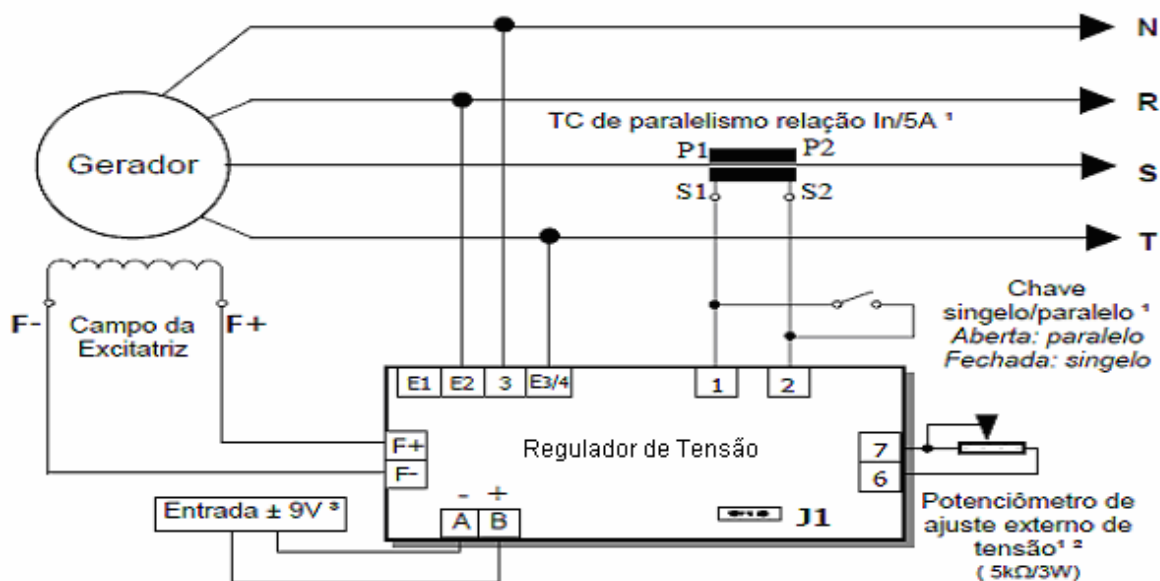 N
R
TC de paralelismo relação In/5A ¹
P1 P2
Gerador
S
S1 S2
T
F- Campo da F+
Excitatriz
Chave
singelo/paralelo ¹
Aberta: paralelo
Fechada: singelo
E1 E2 3 E3/4 1 2
F+
F-
Regulador de Tensão
7
6
- +
Entrada ± 9V ³
A B
J1
Potenciômetro de
ajuste externo de
tensão¹ ²
( 5kΩ/3W)